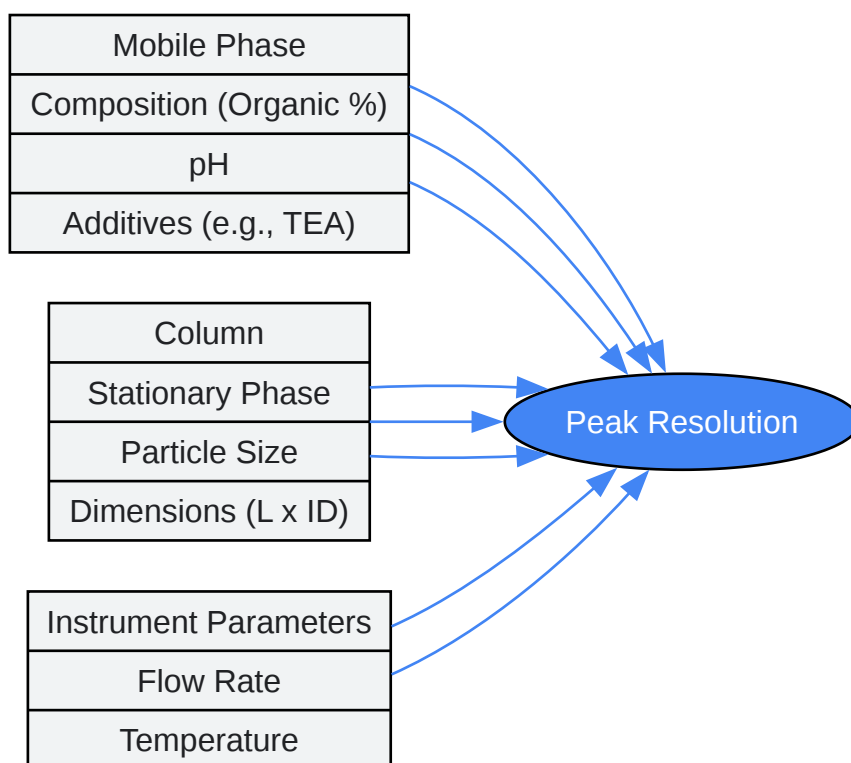 Mobile Phase
Composition (Organic %)
pH
Additives (e.g., TEA)
Column
Stationary Phase
Particle Size
Dimensions (L x ID)
Peak Resolution
Instrument Parameters
Flow Rate
Temperature